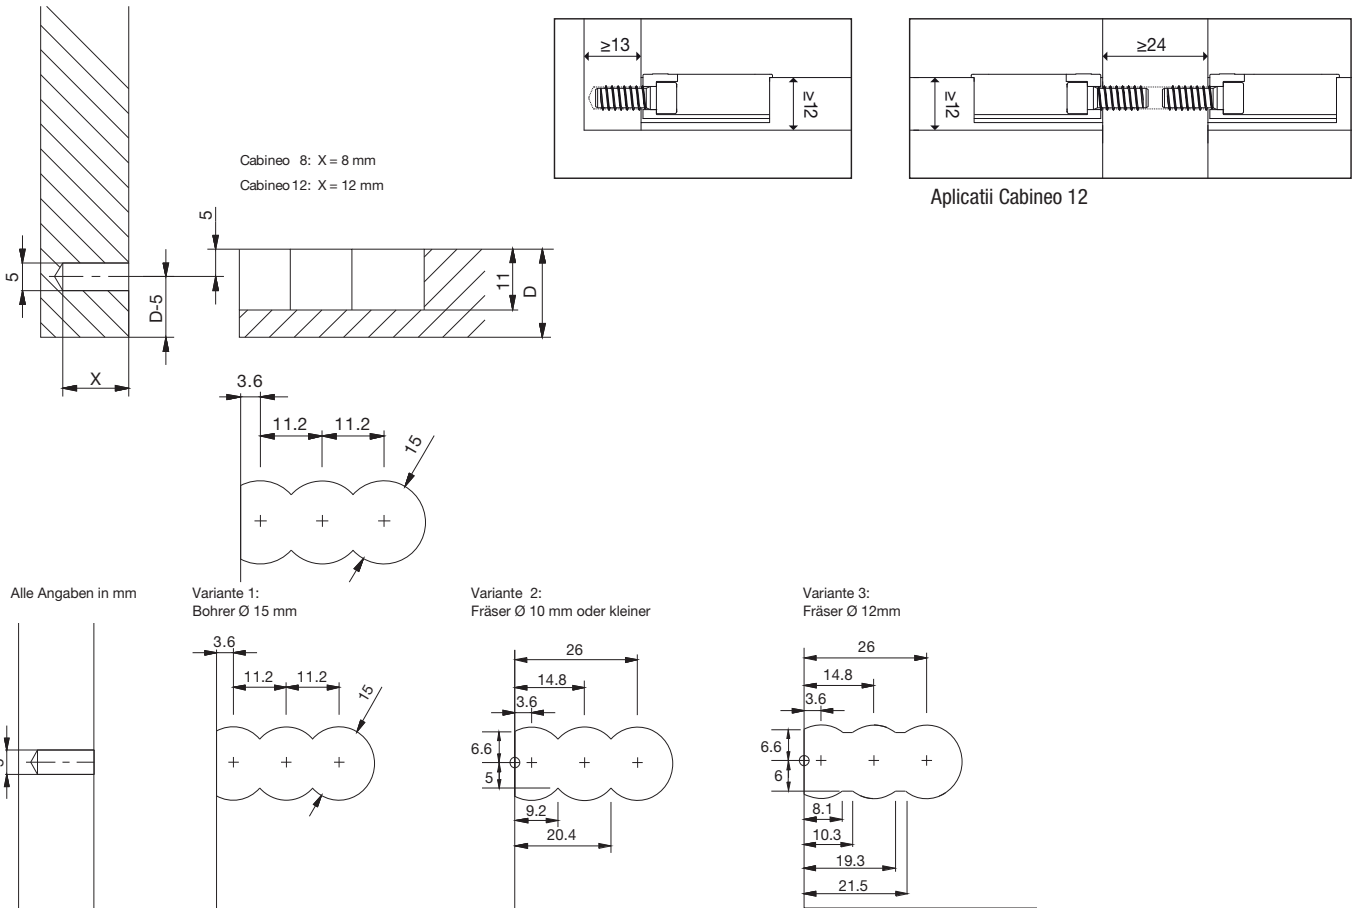 ≥13
≥12
≥24
≥12
≥12
Aplicatii Cabineo 12
Cabineo 8: X = 8 mm
Cabineo 12: X = 12 mm
5
5
D-5
X
11
D
3.6
11.2 11.2
15
Alle Angaben in mm
Variante 1:
Bohrer Ø 15 mm
3.6
11.2 11.2
15
Variante 2:
Fräser Ø 10 mm oder kleiner
26
14.8
3.6
6.6
5
9.2
20.4
Variante 3:
Fräser Ø 12mm
26
14.8
3.6
6.6
6
8.1
10.3
19.3
21.5